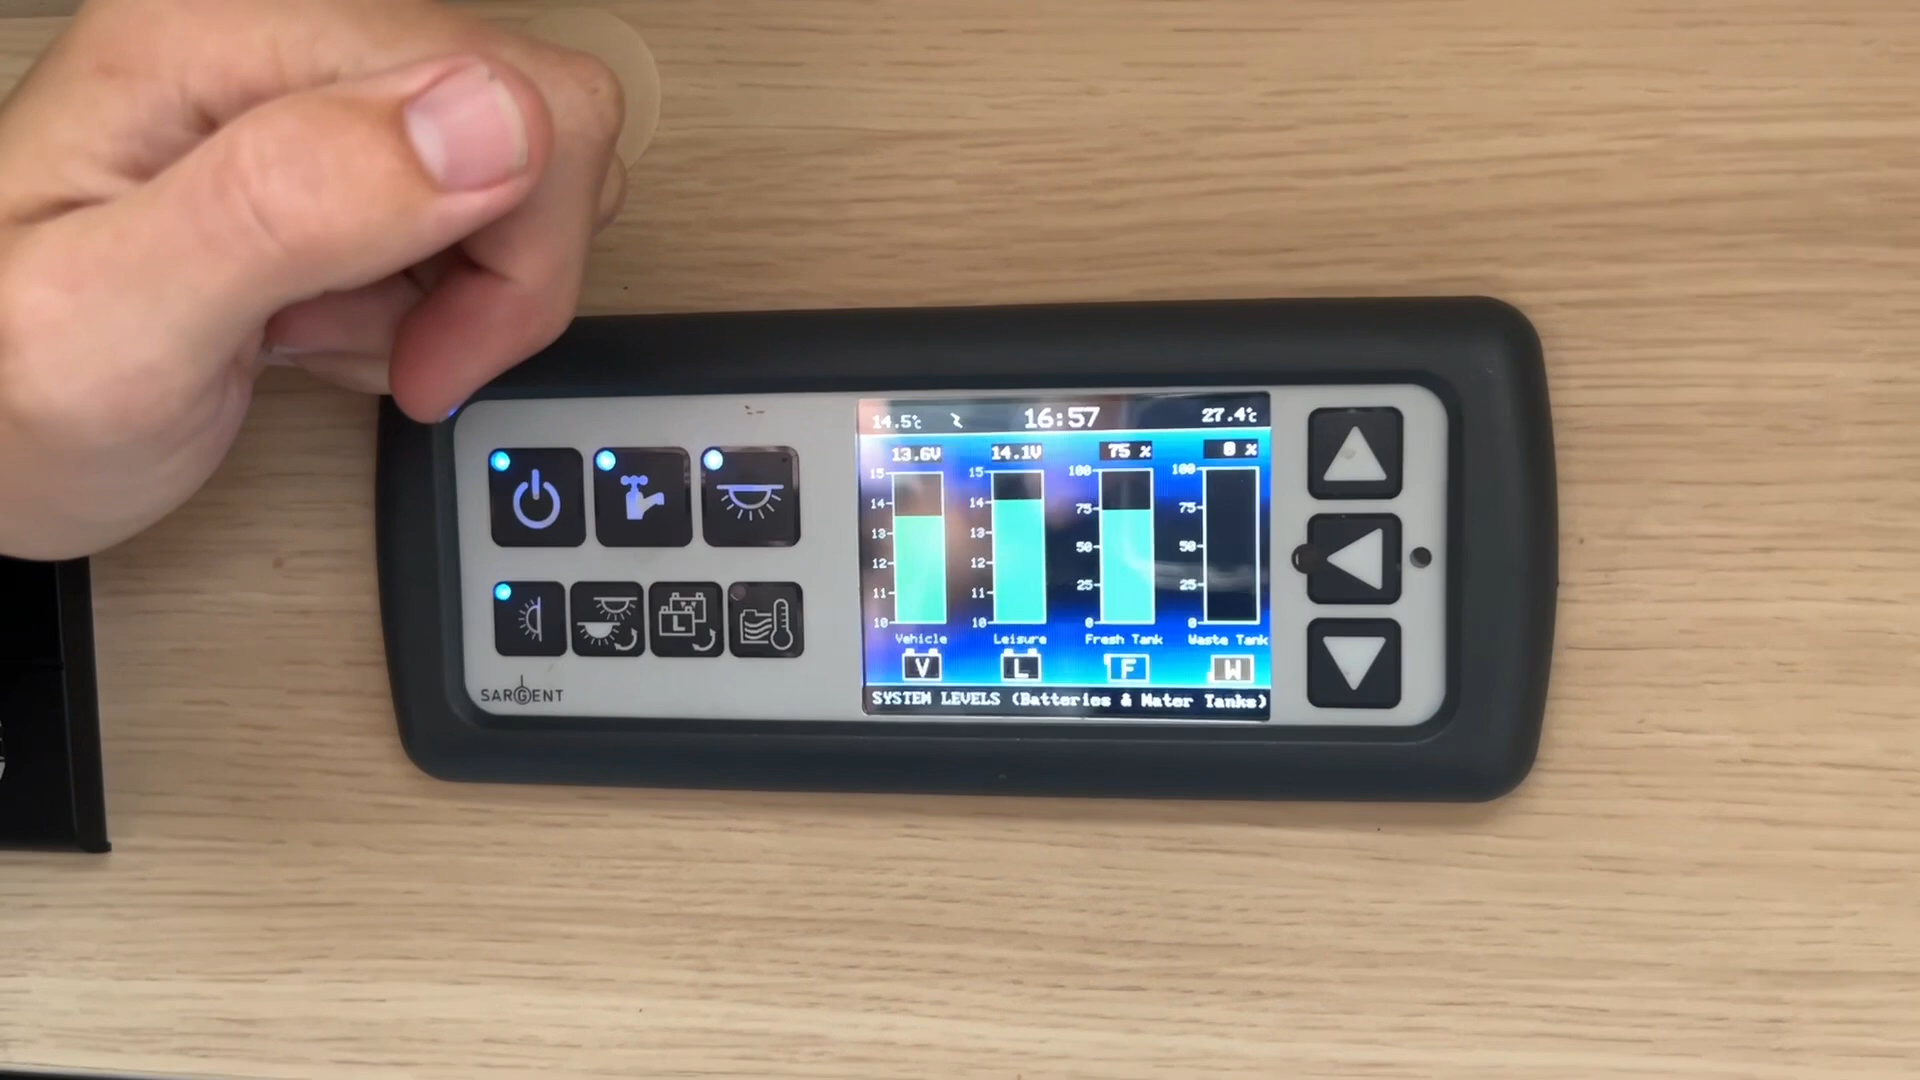 14.5°c 16:57 27.4°c
13.6V 14.1V 75 % 0 %
15 15 100 100
14 14 75 75
13 13 50 50
12 12 25 25
11 11
10 10 0 0
Vehicle Leisure Fresh Tank Waste Tank
V L F W
SYSTEM LEVELS (Batteries & Water Tanks)
L
SARGENT